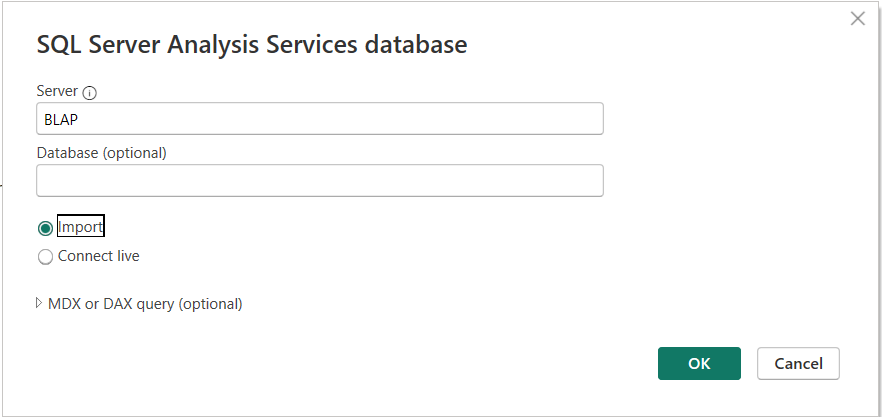 SQL Server Analysis Services database
Server
BLAP
Database (optional)
Import
Connect live
MDX or DAX query (optional)
OK Cancel